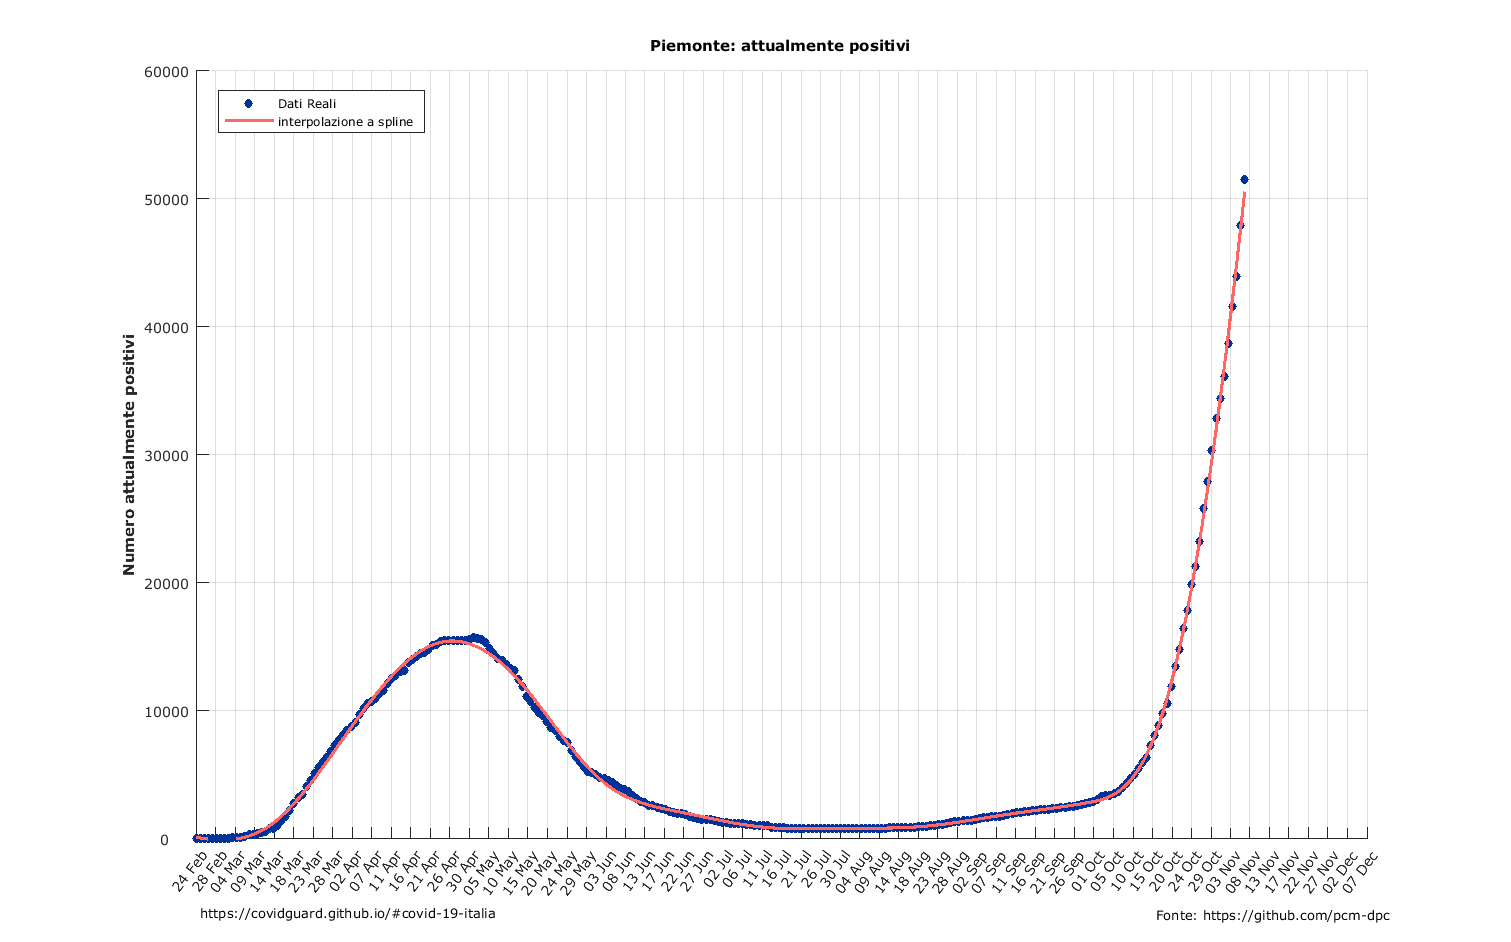 Piemonte: attualmente positivi
60000
50000
40000
30000
20000
10000
0
Numero attualmente positivi
Dati Reali
interpolazione a spline
24 Feb
28 Feb
04 Mar
09 Mar
14 Mar
18 Mar
23 Mar
28 Mar
02 Apr
07 Apr
11 Apr
16 Apr
21 Apr
26 Apr
30 Apr
05 May
10 May
15 May
20 May
24 May
29 May
03 Jun
08 Jun
13 Jun
17 Jun
22 Jun
27 Jun
02 Jul
06 Jul
11 Jul
16 Jul
21 Jul
26 Jul
30 Jul
04 Aug
09 Aug
14 Aug
18 Aug
23 Aug
28 Aug
02 Sep
07 Sep
11 Sep
16 Sep
21 Sep
26 Sep
01 Oct
05 Oct
10 Oct
15 Oct
20 Oct
24 Oct
29 Oct
03 Nov
08 Nov
13 Nov
17 Nov
22 Nov
27 Nov
02 Dec
07 Dec
https://covidguard.github.io/#covid-19-italia
Fonte: https://github.com/pcm-dpc